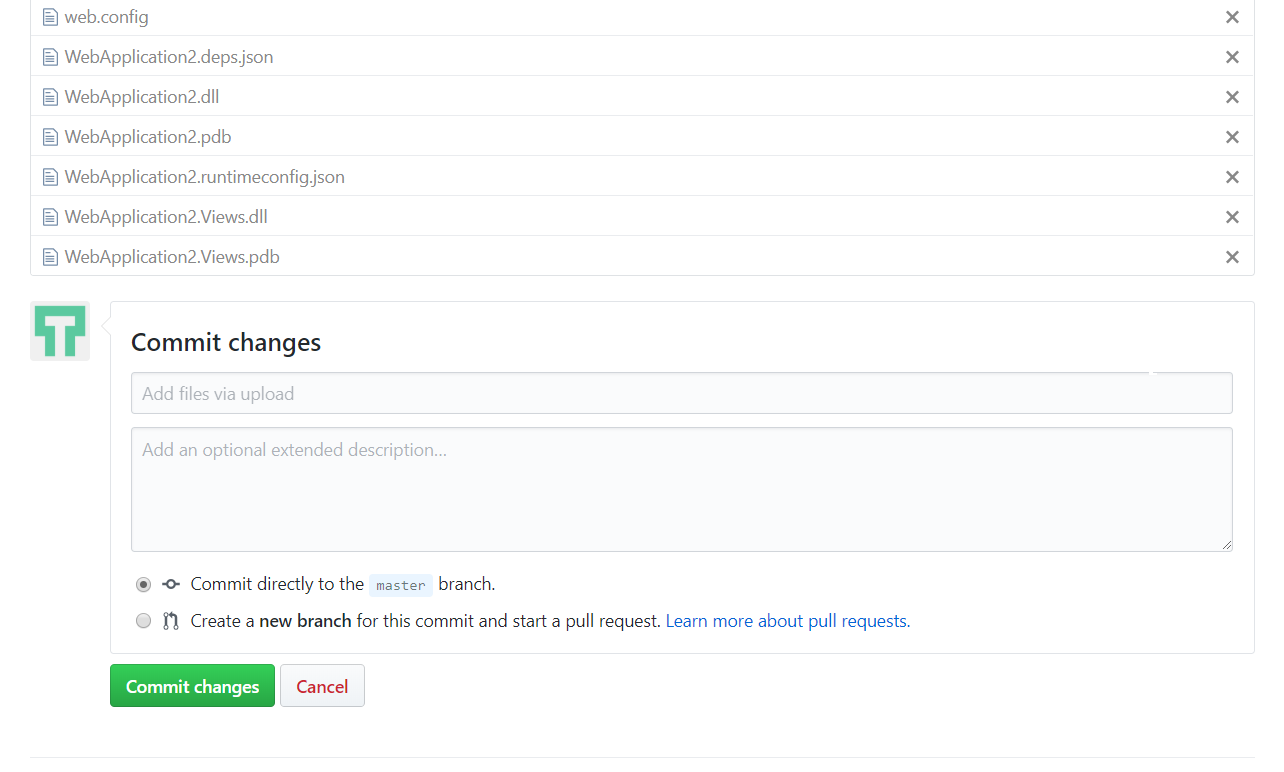 web.config
WebApplication2.deps.json
WebApplication2.dll
WebApplication2.pdb
WebApplication2.runtimeconfig.json
WebApplication2.Views.dll
WebApplication2.Views.pdb
Commit changes
Add files via upload
Add an optional extended description...
Commit directly to the master branch.
Create a new branch for this commit and start a pull request. Learn more about pull requests.
Commit changes Cancel